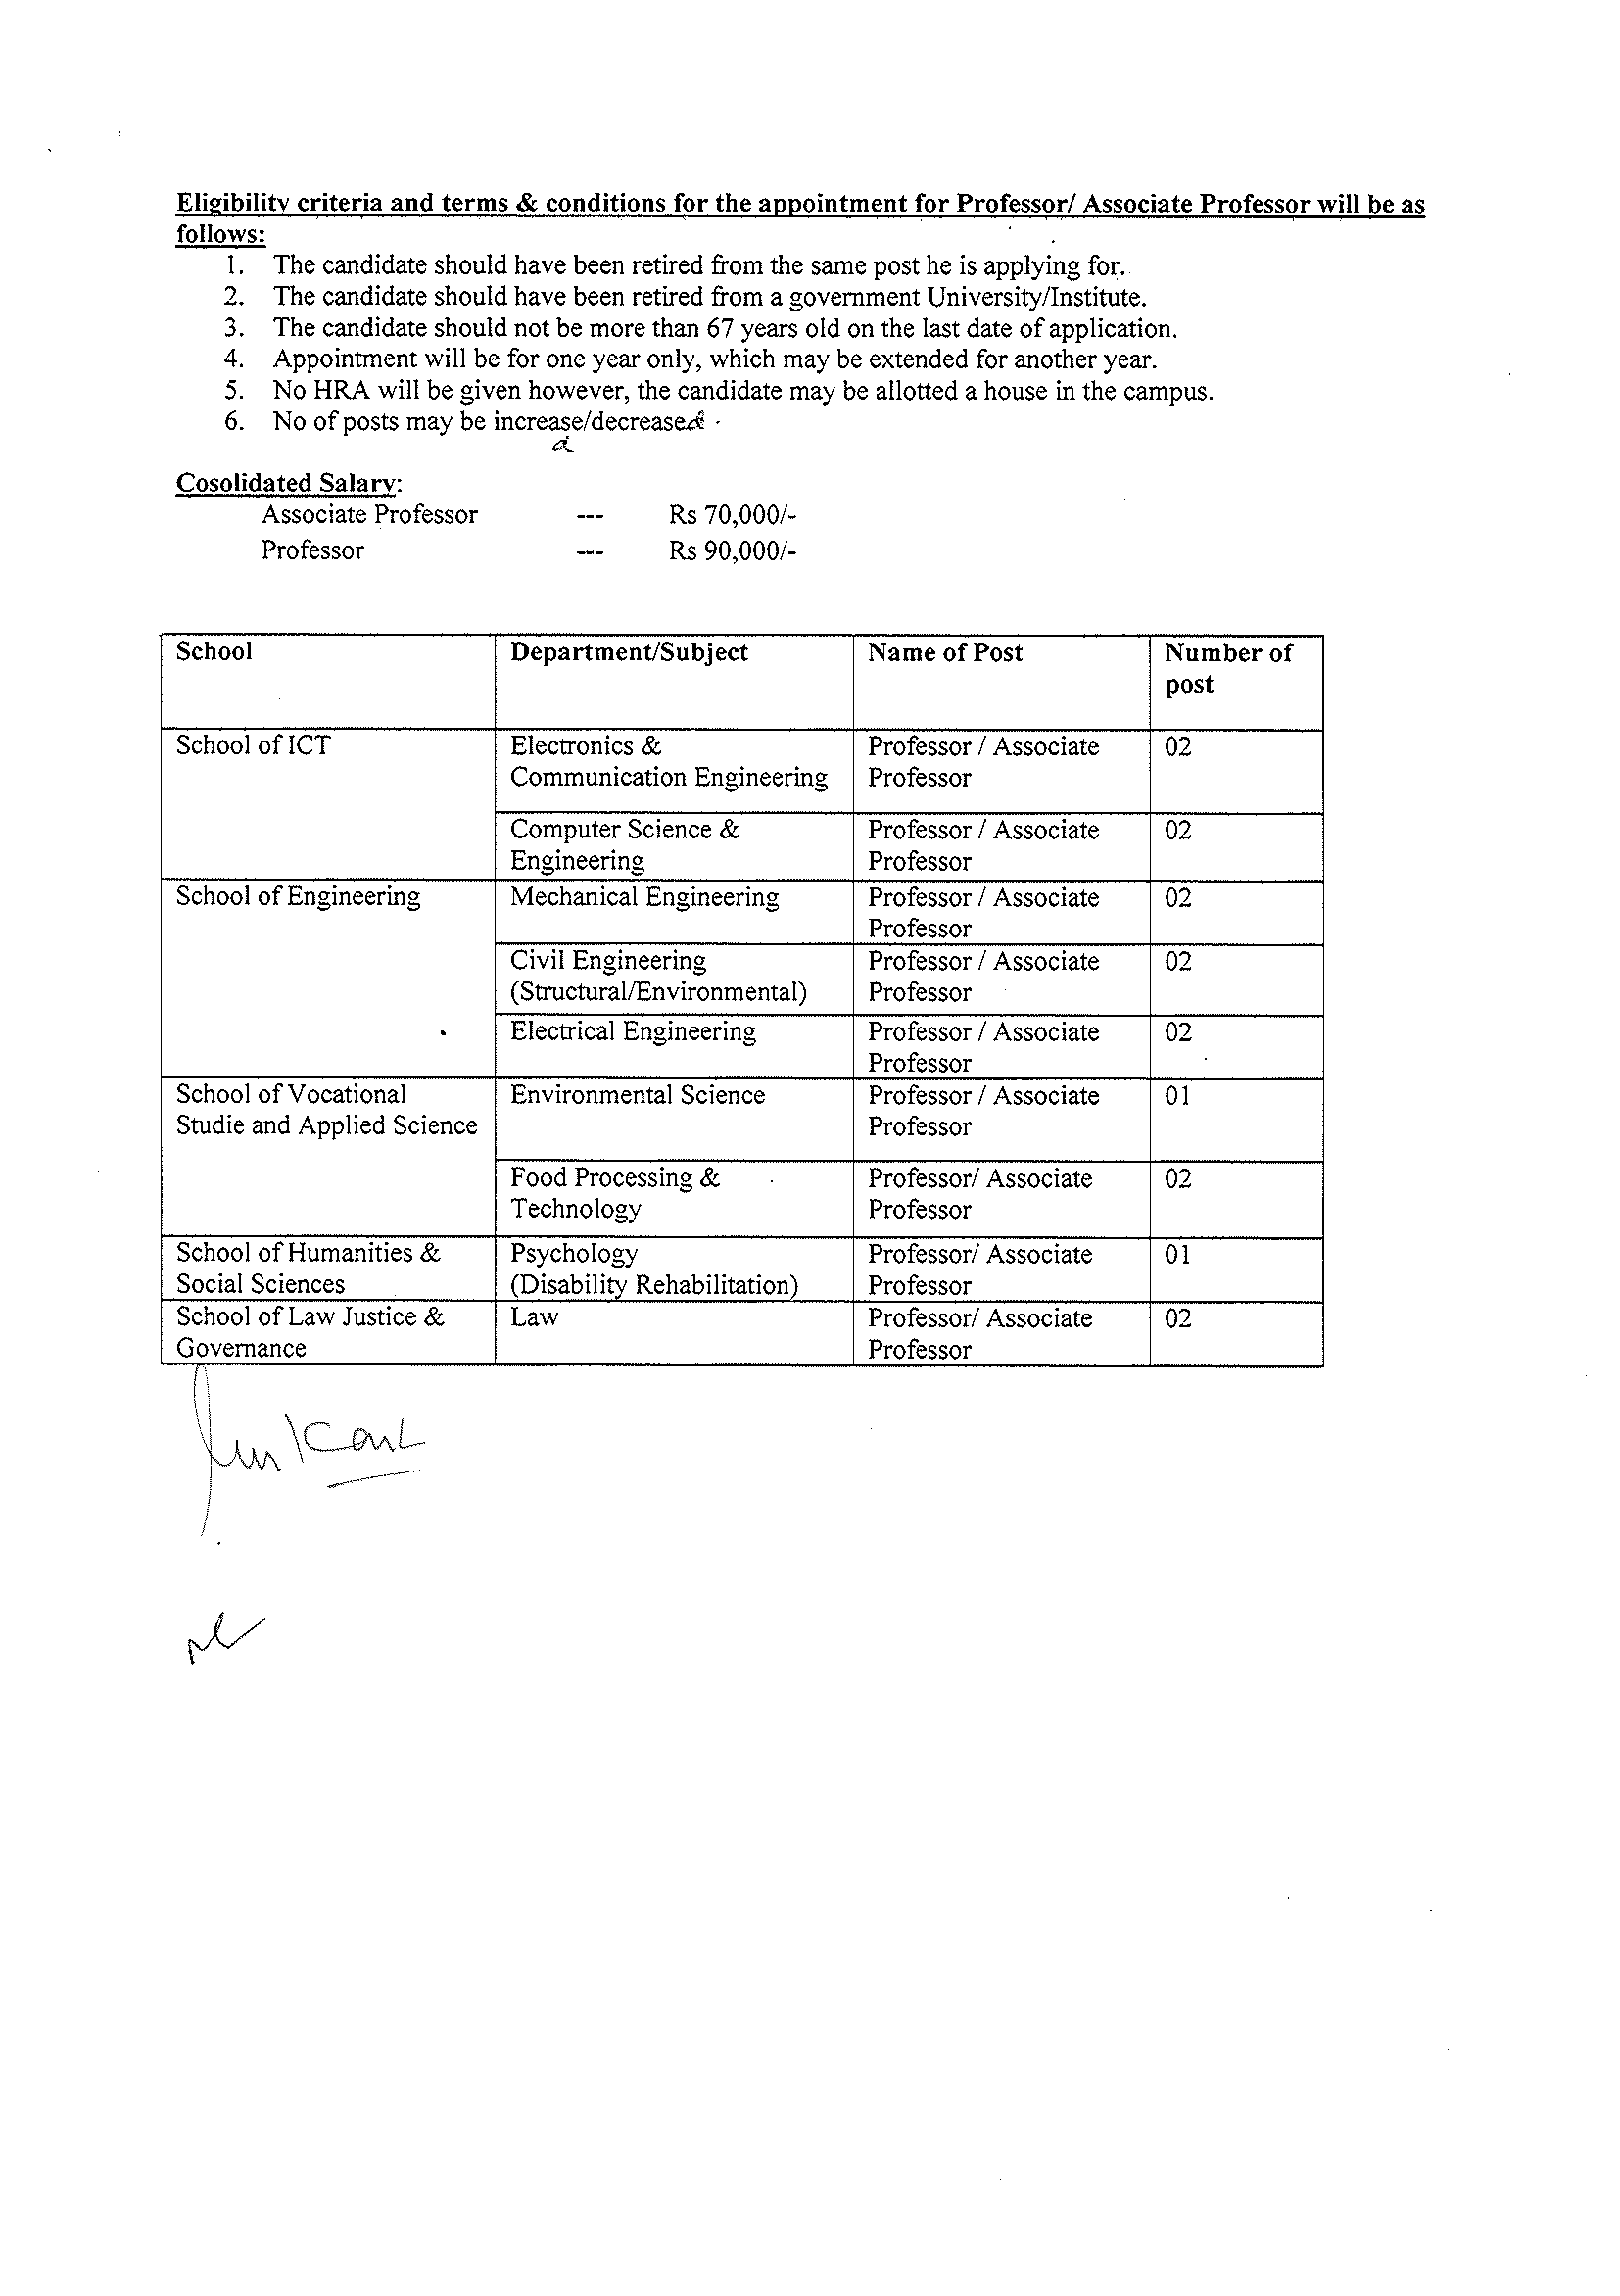 Eligibility criteria and terms & conditions for the appointment for Professor/ Associate Professor will be as
follows:
1. The candidate should have been retired from the same post he is applying for.
2. The candidate should have been retired from a government University/Institute.
3. The candidate should not be more than 67 years old on the last date of application.
4. Appointment will be for one year only, which may be extended for another year.
5. No HRA will be given however, the candidate may be allotted a house in the campus.
6. No of posts may be increase/decreased
d
Cosolidated Salary:
Associate Professor --- Rs 70,000/-
Professor --- Rs 90,000/-
School Department/Subject Name of Post Number of
post
School of ICT Electronics & Professor / Associate 02
Communication Engineering Professor
Computer Science & Professor / Associate 02
Engineering Professor
School of Engineering Mechanical Engineering Professor / Associate 02
Professor
Civil Engineering Professor / Associate 02
(Structural/Environmental) Professor
Electrical Engineering Professor / Associate 02
Professor
School of Vocational Environmental Science Professor / Associate 01
Studie and Applied Science Professor
Food Processing & Professor/ Associate 02
Technology Professor
School of Humanities & Psychology Professor/ Associate 01
Social Sciences (Disability Rehabilitation) Professor
School of Law Justice & Law Professor/ Associate 02
Governance Professor